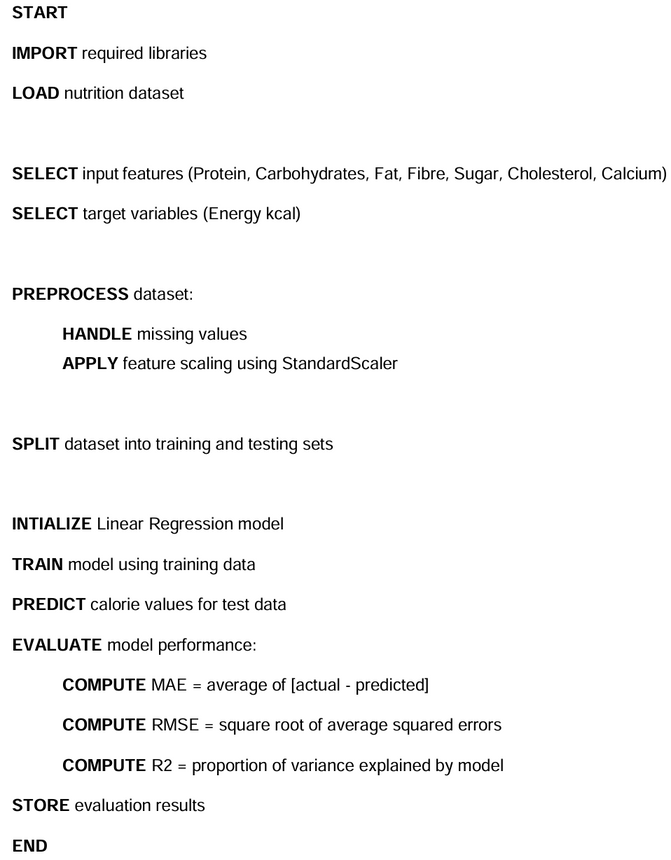 START
IMPORT required libraries
LOAD nutrition dataset
SELECT input features (Protein, Carbohydrates, Fat, Fibre, Sugar, Cholesterol, Calcium)
SELECT target variables (Energy kcal)
PREPROCESS dataset:
HANDLE missing values
APPLY feature scaling using StandardScaler
SPLIT dataset into training and testing sets
INTIALIZE Linear Regression model
TRAIN model using training data
PREDICT calorie values for test data
EVALUATE model performance:
COMPUTE MAE = average of [actual - predicted]
COMPUTE RMSE = square root of average squared errors
COMPUTE R2 = proportion of variance explained by model
STORE evaluation results
END